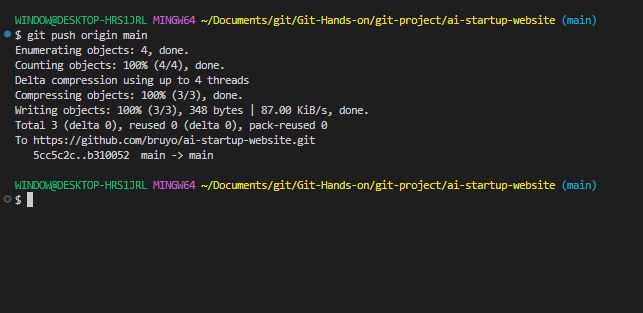 WINDOW@DESKTOP-HRS1JRL MINGW64 ~/Documents/git/Git-Hands-on/git-project/ai-startup-website (main)
$ git push origin main
Enumerating objects: 4, done.
Counting objects: 100% (4/4), done.
Delta compression using up to 4 threads
Compressing objects: 100% (3/3), done.
Writing objects: 100% (3/3), 348 bytes | 87.00 KiB/s, done.
Total 3 (delta 0), reused 0 (delta 0), pack-reused 0
To https://github.com/bruyo/ai-startup-website.git
   5cc5c2c..b310052  main -> main
WINDOW@DESKTOP-HRS1JRL MINGW64 ~/Documents/git/Git-Hands-on/git-project/ai-startup-website (main)
$